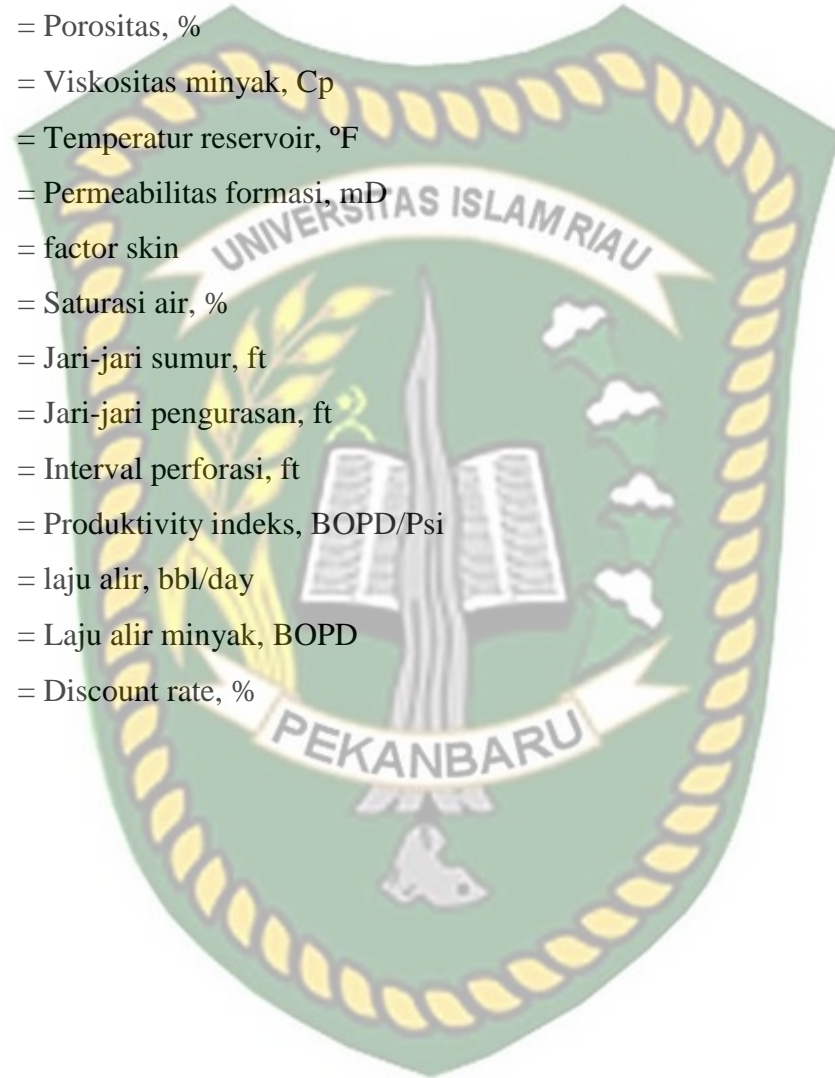 = Porositas, %
= Viskositas minyak, Cp
= Temperatur reservoir, ºF
= Permeabilitas formasi, mD
UNIVERSITAS ISLAM RIAU
= factor skin
= Saturasi air, %
= Jari-jari sumur, ft
= Jari-jari pengurasan, ft
= Interval perforasi, ft
= Produktivity indeks, BOPD/Psi
= laju alir, bbl/day
= Laju alir minyak, BOPD
= Discount rate, %
PEKANBARU